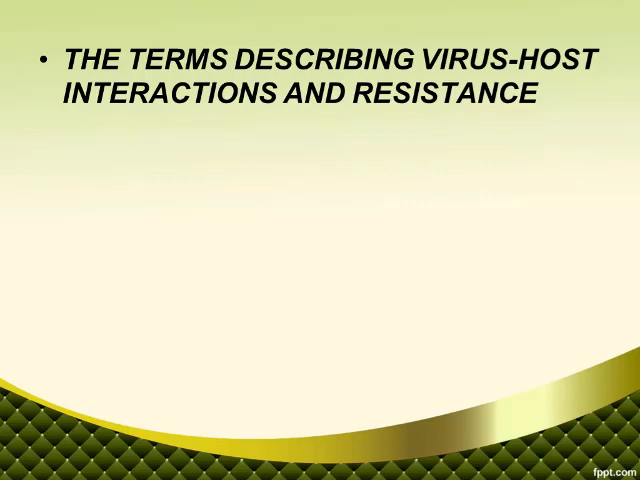 • THE TERMS DESCRIBING VIRUS-HOST
INTERACTIONS AND RESISTANCE
fppt.com